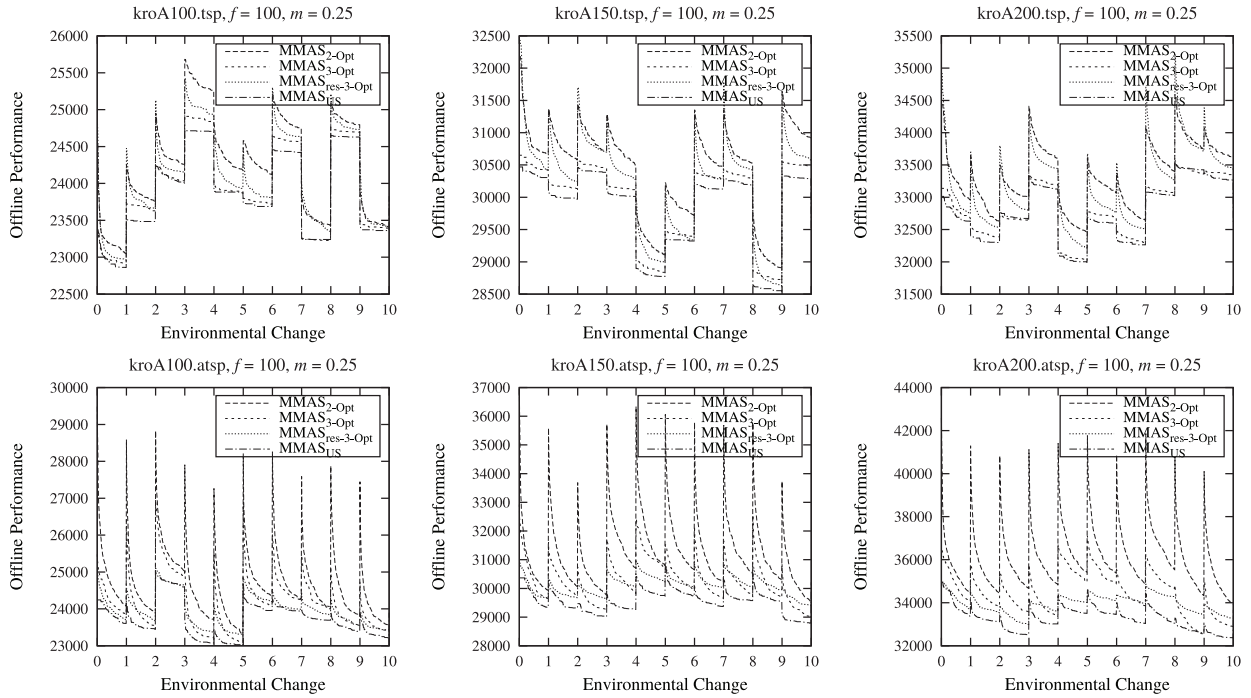 kroA100.tsp, f = 100, m = 0.25
26000
25500
25000
24500
24000
23500
23000
22500
Offline Performance
MMAS2-Opt
MMAS3-Opt
MMASres-3-Opt
MMASUS
0 1 2 3 4 5 6 7 8 9 10
Environmental Change
kroA150.tsp, f = 100, m = 0.25
32500
31500
30500
29500
28500
Offline Performance
MMAS2-Opt
MMAS3-Opt
MMASres-3-Opt
MMASUS
0 1 2 3 4 5 6 7 8 9 10
Environmental Change
kroA200.tsp, f = 100, m = 0.25
35500
34500
33500
33000
32500
32000
31500
Offline Performance
MMAS2-Opt
MMAS3-Opt
MMASres-3-Opt
MMASUS
0 1 2 3 4 5 6 7 8 9 10
Environmental Change
kroA100.atsp, f = 100, m = 0.25
30000
29000
28000
27000
26000
25000
24000
23000
Offline Performance
MMAS2-Opt
MMAS3-Opt
MMASres-3-Opt
MMASUS
0 1 2 3 4 5 6 7 8 9 10
Environmental Change
kroA150.atsp, f = 100, m = 0.25
37000
36000
35000
34000
33000
32000
31000
30000
29000
28000
Offline Performance
MMAS2-Opt
MMAS3-Opt
MMASres-3-Opt
MMASUS
0 1 2 3 4 5 6 7 8 9 10
Environmental Change
kroA200.atsp, f = 100, m = 0.25
44000
42000
40000
38000
36000
34000
32000
Offline Performance
MMAS2-Opt
MMAS3-Opt
MMASres-3-Opt
MMASUS
0 1 2 3 4 5 6 7 8 9 10
Environmental Change